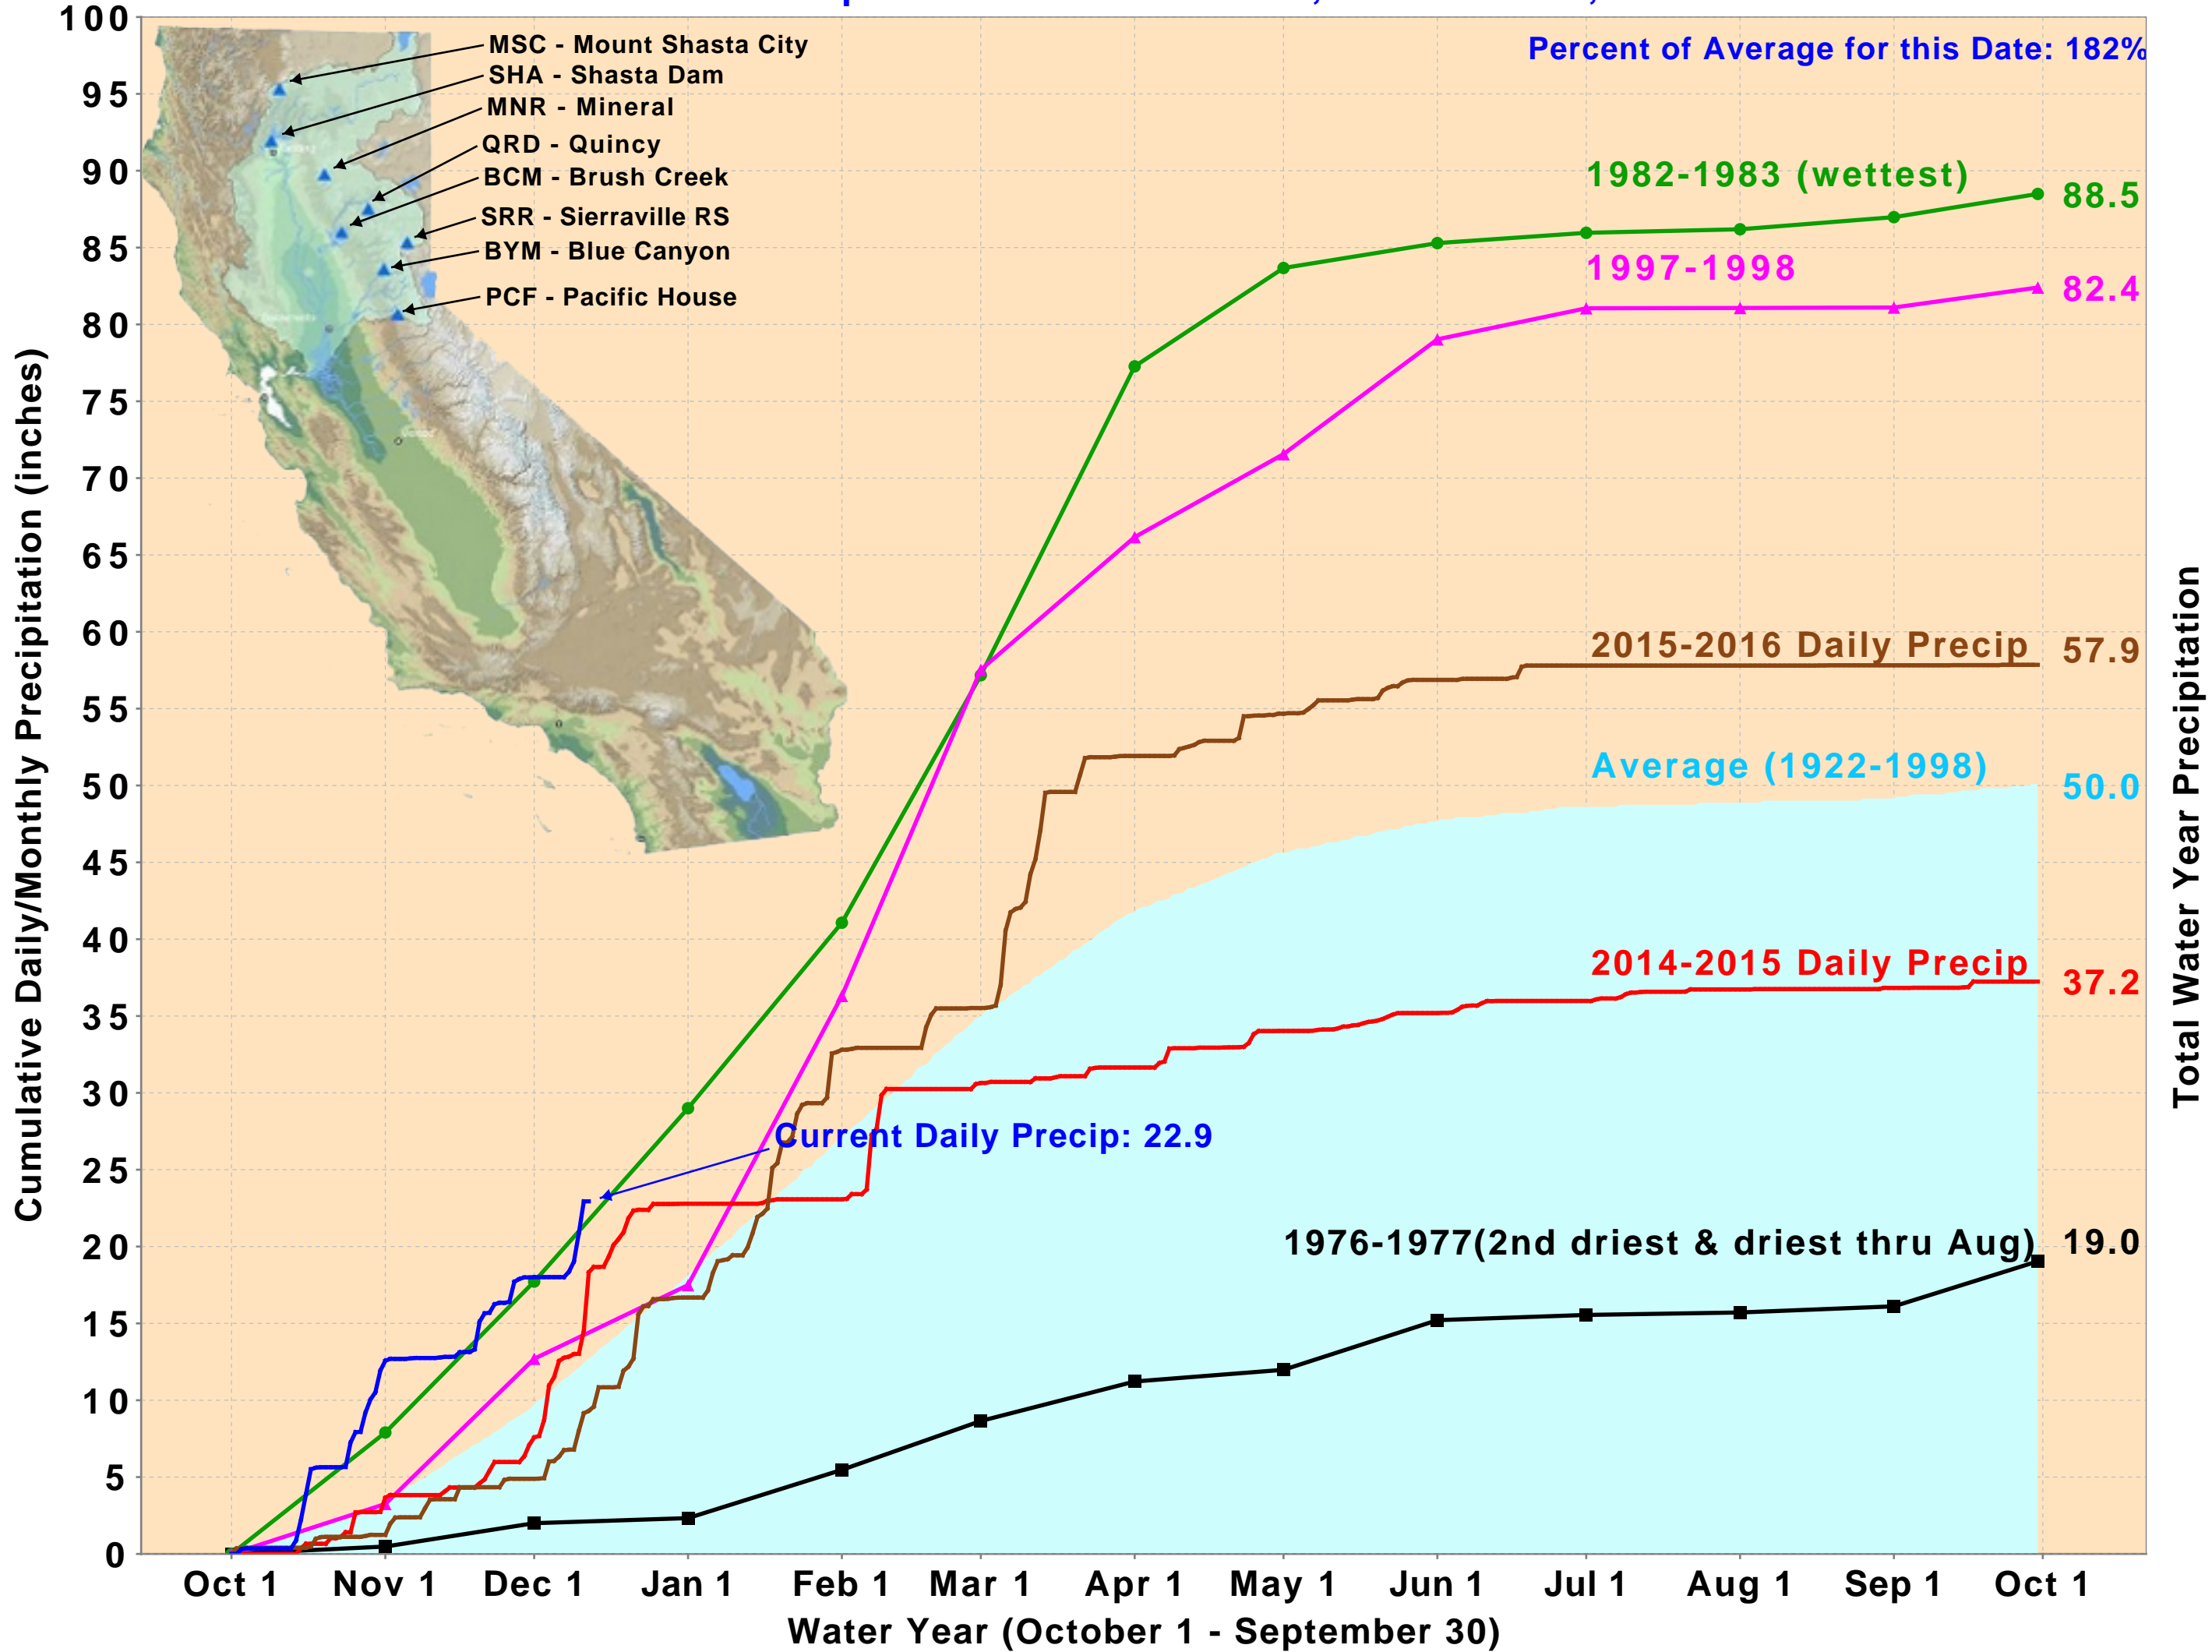 Percent of Average for this Date: 182%
MSC - Mount Shasta City
SHA - Shasta Dam
MNR - Mineral
QRD - Quincy
BCM - Brush Creek
SRR - Sierraville RS
BYM - Blue Canyon
PCF - Pacific House
1982-1983 (wettest)
88.5
1997-1998
82.4
2015-2016 Daily Precip
57.9
Average (1922-1998)
50.0
2014-2015 Daily Precip
37.2
Current Daily Precip: 22.9
1976-1977(2nd driest & driest thru Aug)
19.0
Cumulative Daily/Monthly Precipitation (inches)
100
95
90
85
80
75
70
65
60
55
50
45
40
35
30
25
20
15
10
5
0
Total Water Year Precipitation
Oct 1 Nov 1 Dec 1 Jan 1 Feb 1 Mar 1 Apr 1 May 1 Jun 1 Jul 1 Aug 1 Sep 1 Oct 1
Water Year (October 1 - September 30)